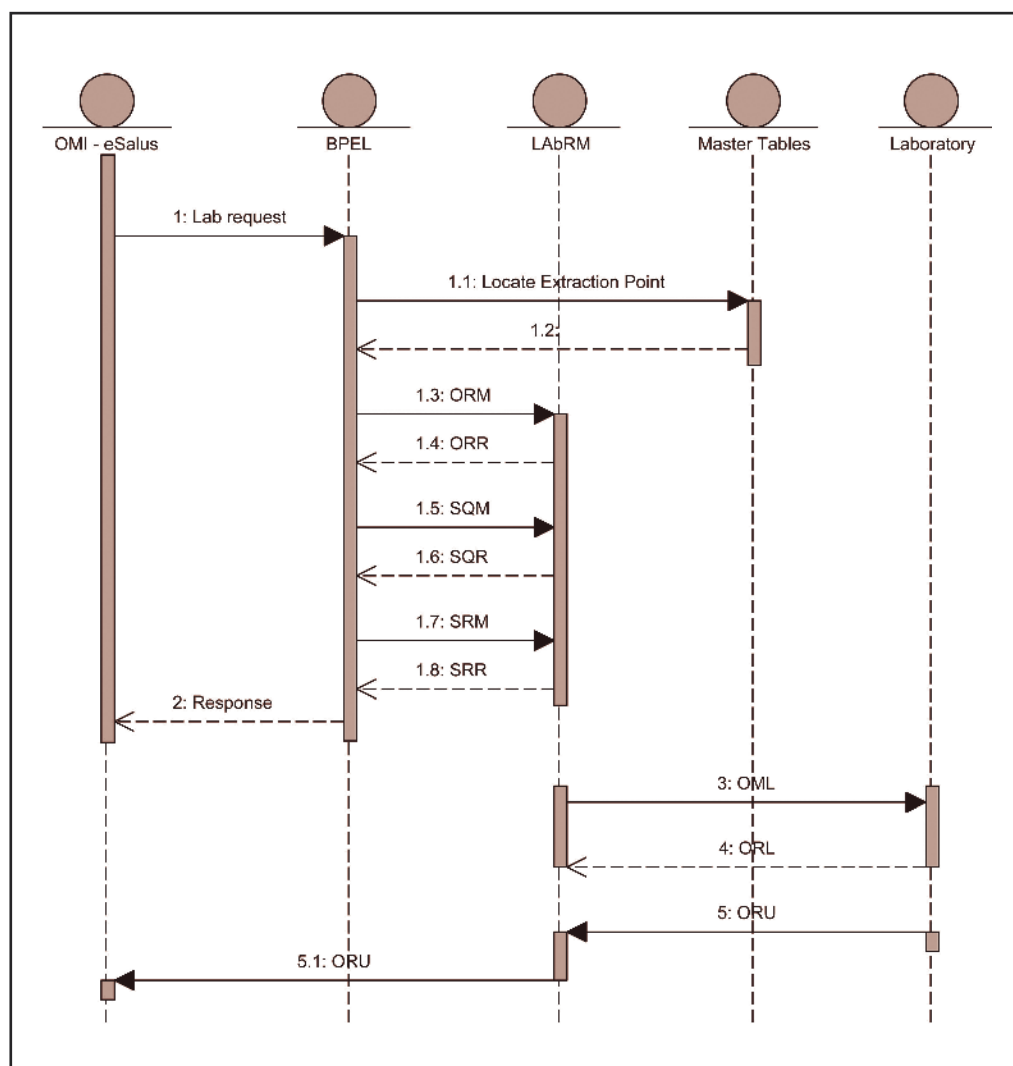 OMI - eSalus
BPEL
LAbRM
Master Tables
Laboratory
1: Lab request
1.1: Locate Extraction Point
1.2:
1.3: ORM
1.4: ORR
1.5: SQM
1.6: SQR
1.7: SRM
1.8: SRR
2: Response
3: OML
4: ORL
5: ORU
5.1: ORU